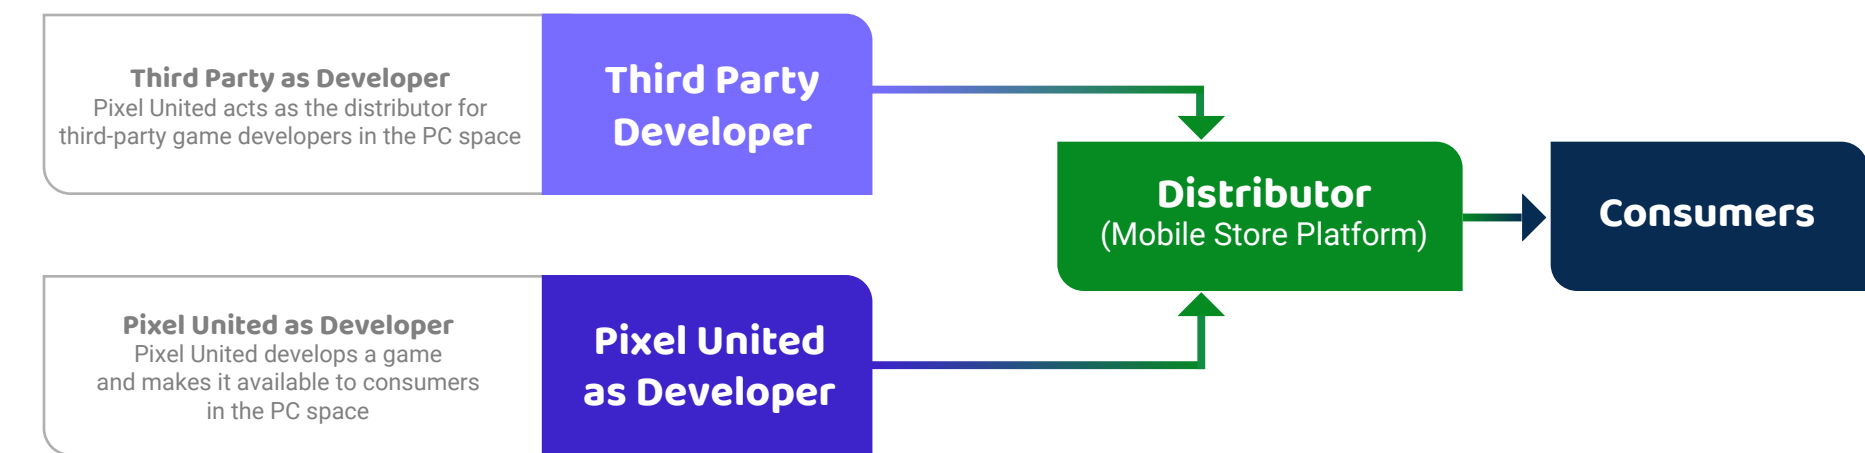 Third Party as Developer
Pixel United acts as the distributor for
third-party game developers in the PC space
Third Party
Developer
Distributor
(Mobile Store Platform)
Consumers
Pixel United as Developer
Pixel United develops a game
and makes it available to consumers
in the PC space
Pixel United
as Developer